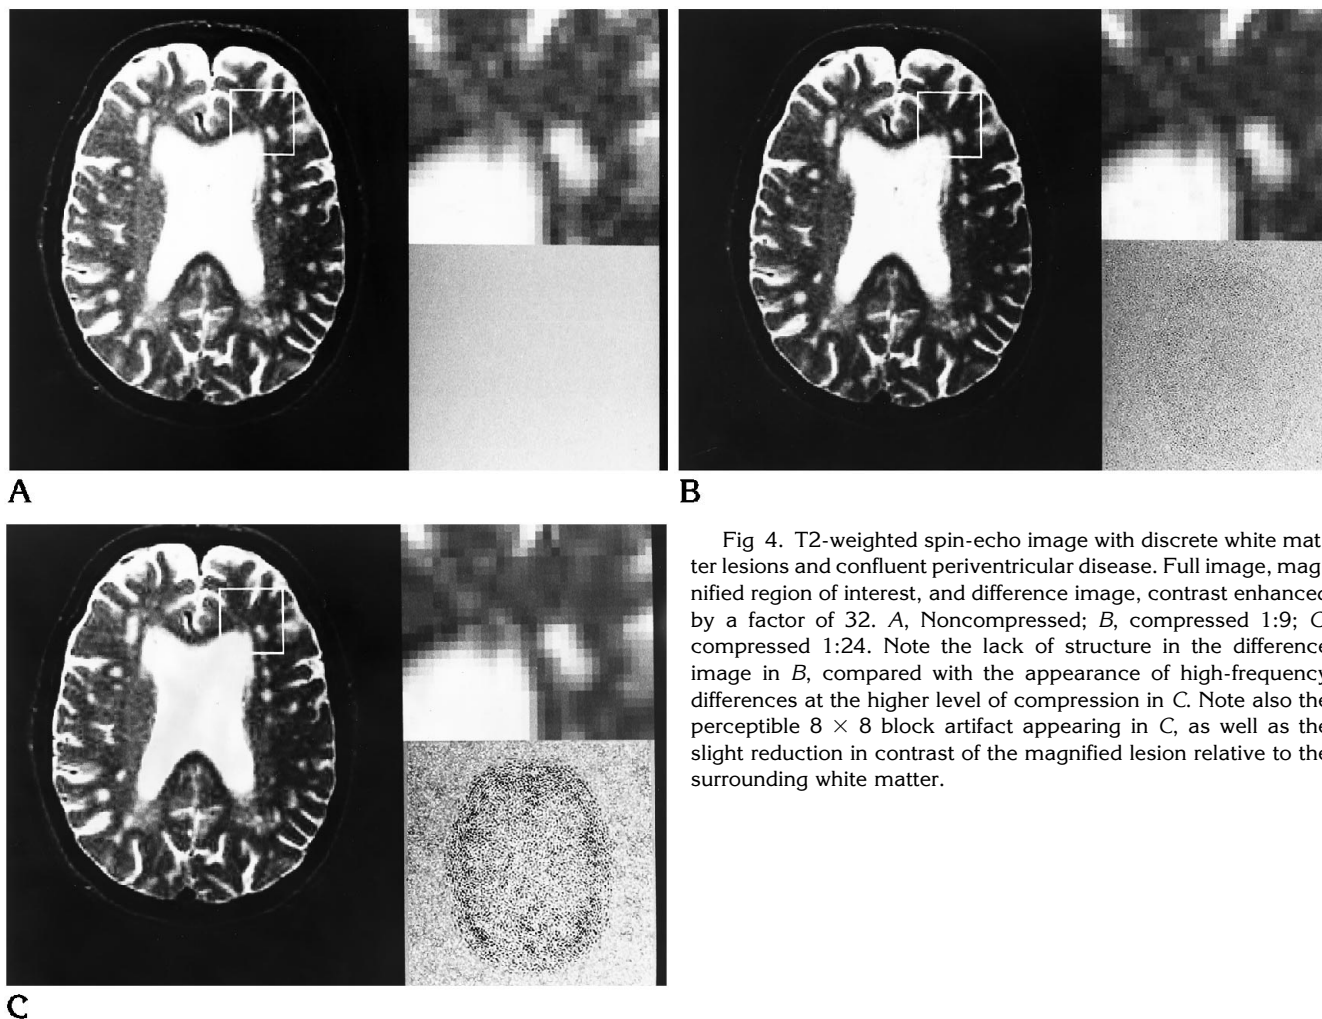 A
B
C
Fig 4. T2-weighted spin-echo image with discrete white mat
ter lesions and confluent periventricular disease. Full image, mag
nified region of interest, and difference image, contrast enhanced
by a factor of 32. A, Noncompressed; B, compressed 1:9; C
compressed 1:24. Note the lack of structure in the difference
image in B, compared with the appearance of high-frequency
differences at the higher level of compression in C. Note also the
perceptible 8 × 8 block artifact appearing in C, as well as the
slight reduction in contrast of the magnified lesion relative to the
surrounding white matter.